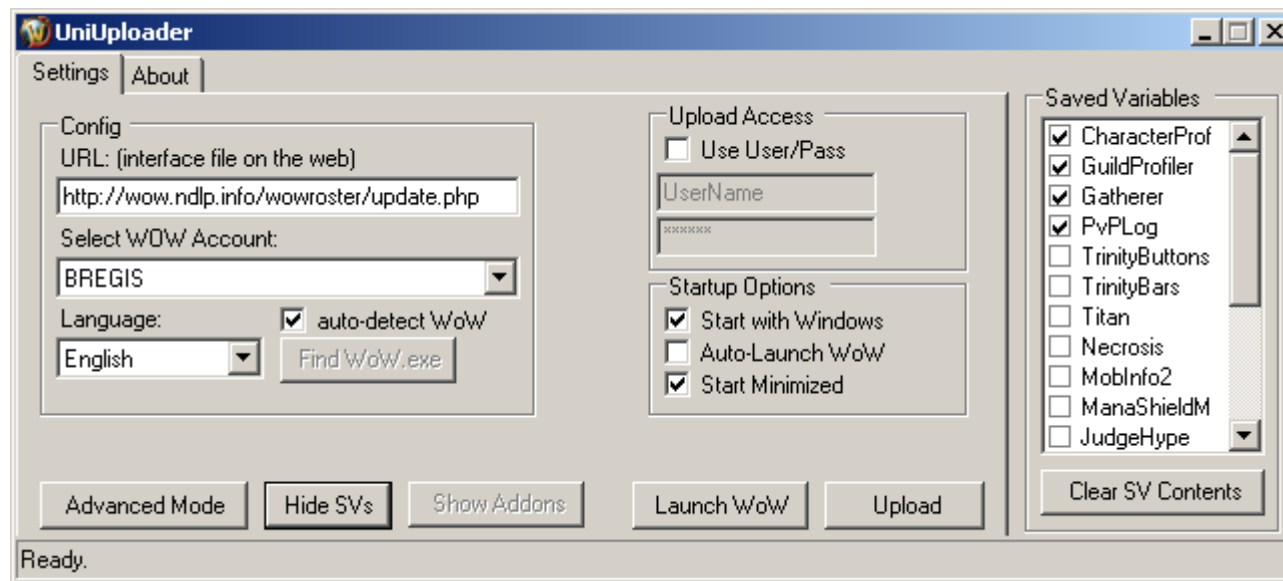 UniUploader
Settings
About
Config
URL: (interface file on the web)
http://wow.ndlp.info/wowroster/update.php
Select WOW Account:
BREGIS
Language:
auto-detect WoW
English
Find WoW.exe
Upload Access
Use User/Pass
UserName
******
Startup Options
Start with Windows
Auto-Launch WoW
Start Minimized
Saved Variables
CharacterProf
GuildProfiler
Gatherer
PvPLog
TrinityButtons
TrinityBars
Titan
Necrosis
MobInfo2
ManaShieldM
JudgeHype
Clear SV Contents
Advanced Mode
Hide SVs
Show Addons
Launch WoW
Upload
Ready.